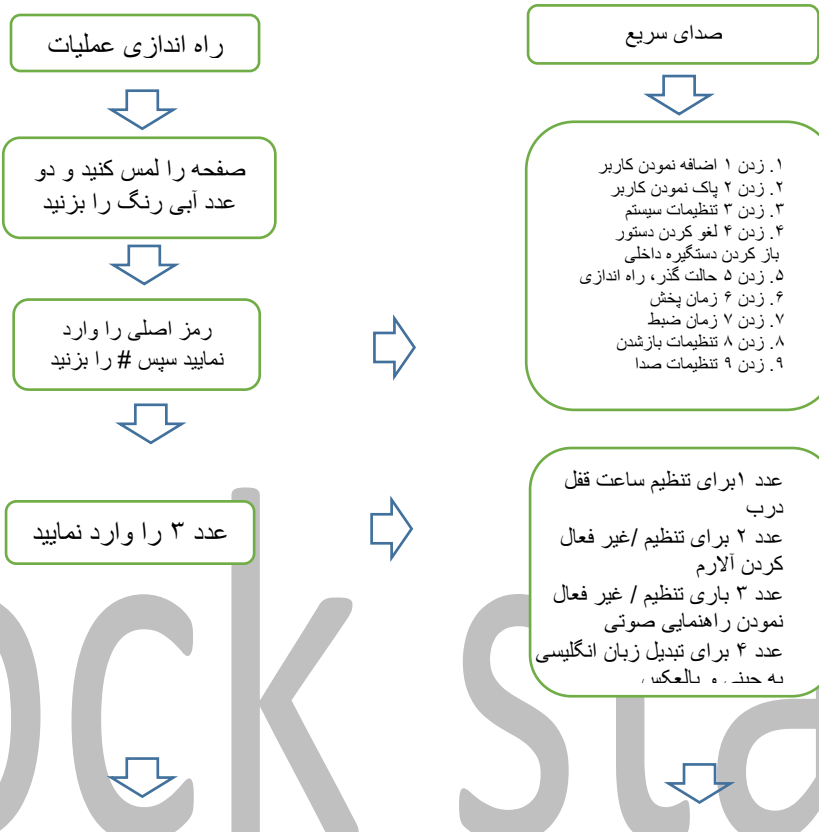 راه اندازی عملیات
صدای سریع
صفحه را لمس کنید و دو
عدد آبی رنگ را بزنید
رمز اصلی را وارد
نمایید سپس # را بزنید
۱. زدن ۱ اضافه نمودن کاربر
۲. زدن ۲ پاک نمودن کاربر
۳. زدن ۳ تنظیمات سیستم
۴. زدن ۴ لغو کردن دستور
باز کردن دستگیره داخلی
۵. زدن ۵ حالت گذر، راه اندازی
۶. زدن ۶ زمان پخش
۷. زدن ۷ زمان ضبط
۸. زدن ۸ تنظیمات بازشدن
۹. زدن ۹ تنظیمات صدا
عدد ۳ را وارد نمایید
عدد ۱برای تنظیم ساعت قفل
درب
عدد ۲ برای تنظیم /غیر فعال
کردن آلارم
عدد ۳ باری تنظیم / غیر فعال
نمودن راهنمایی صوتی
عدد ۴ برای تبدیل زبان انگلیسی
به چینی و بالعکس
ock sta